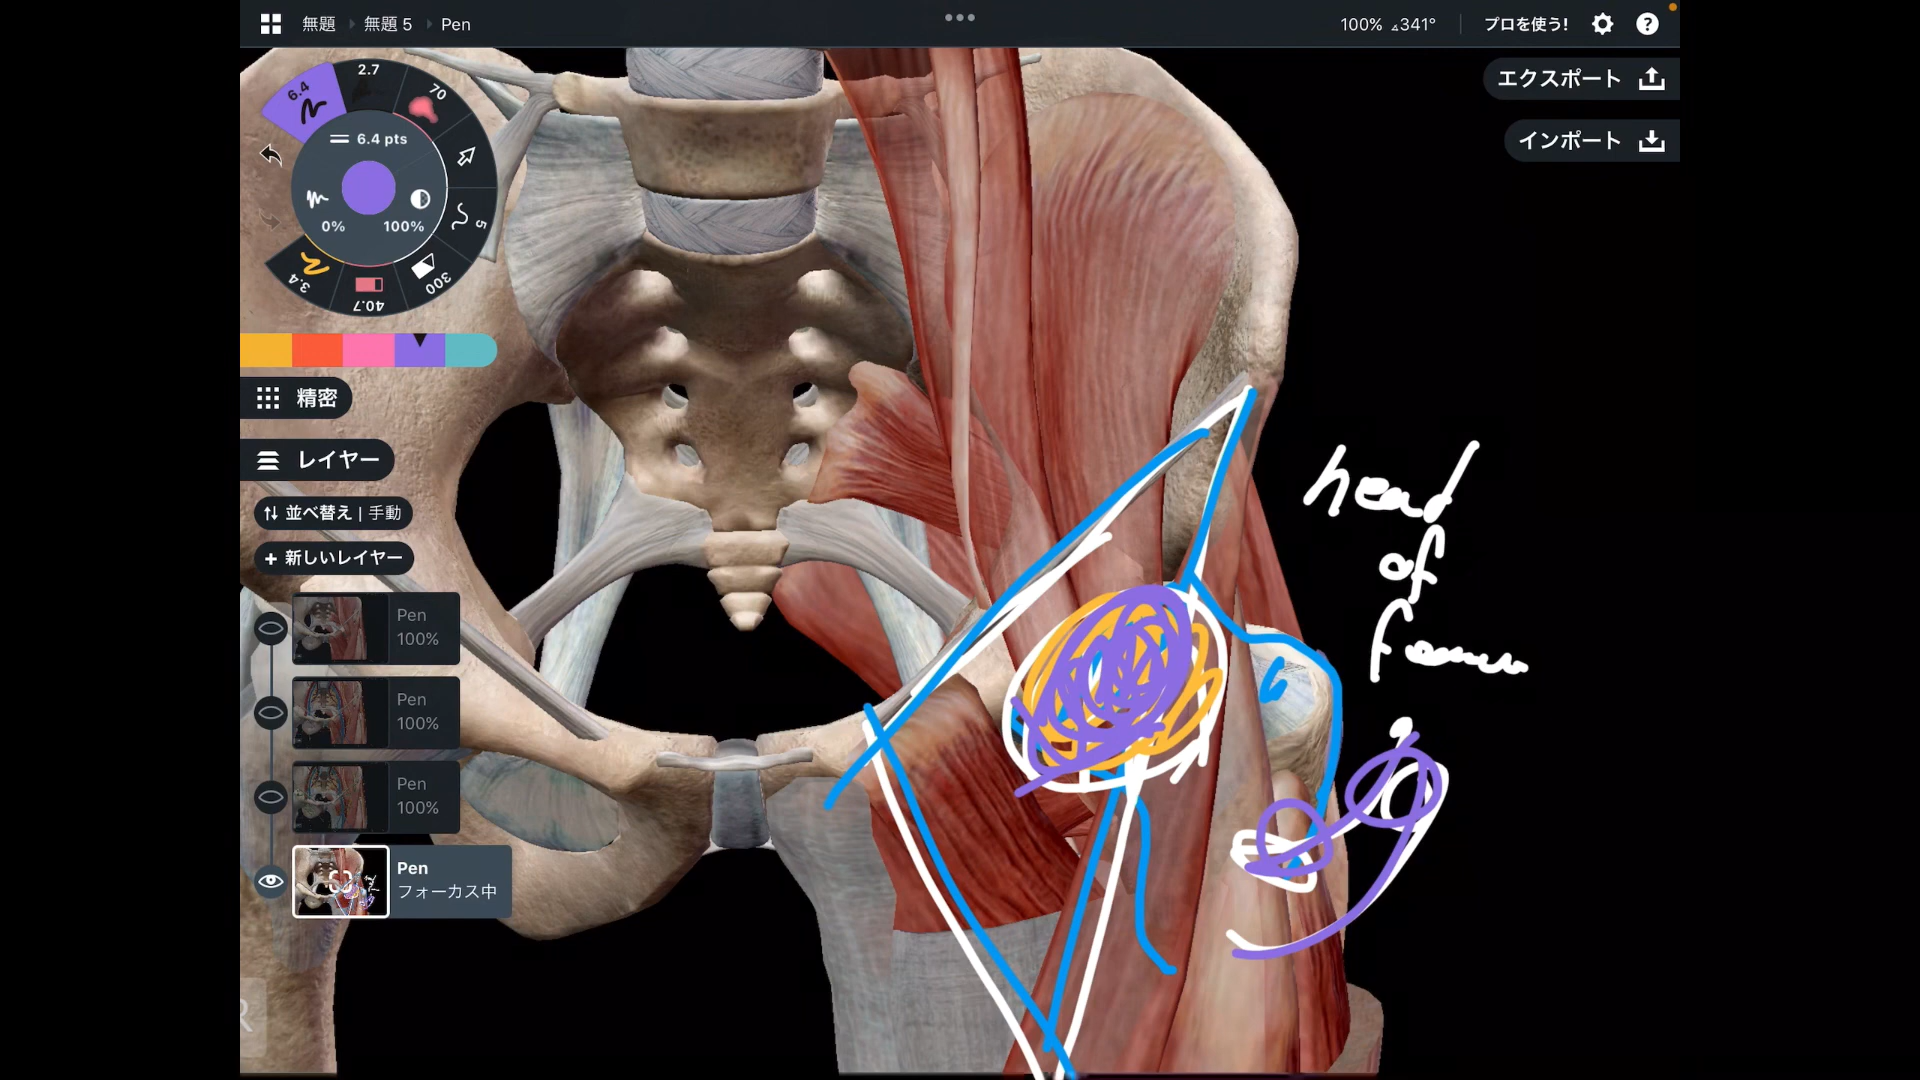 無題 無題 5 Pen
100% 341°
プロを使う!
エクスポート
インポート
6.4
2.7
70
6.4 pts
0%
100%
5
300
40.7
3.4
精密
レイヤー
並べ替え | 手動
+ 新しいレイヤー
Pen
100%
Pen
100%
Pen
100%
Pen
フォーカス中
head
of
femur
R